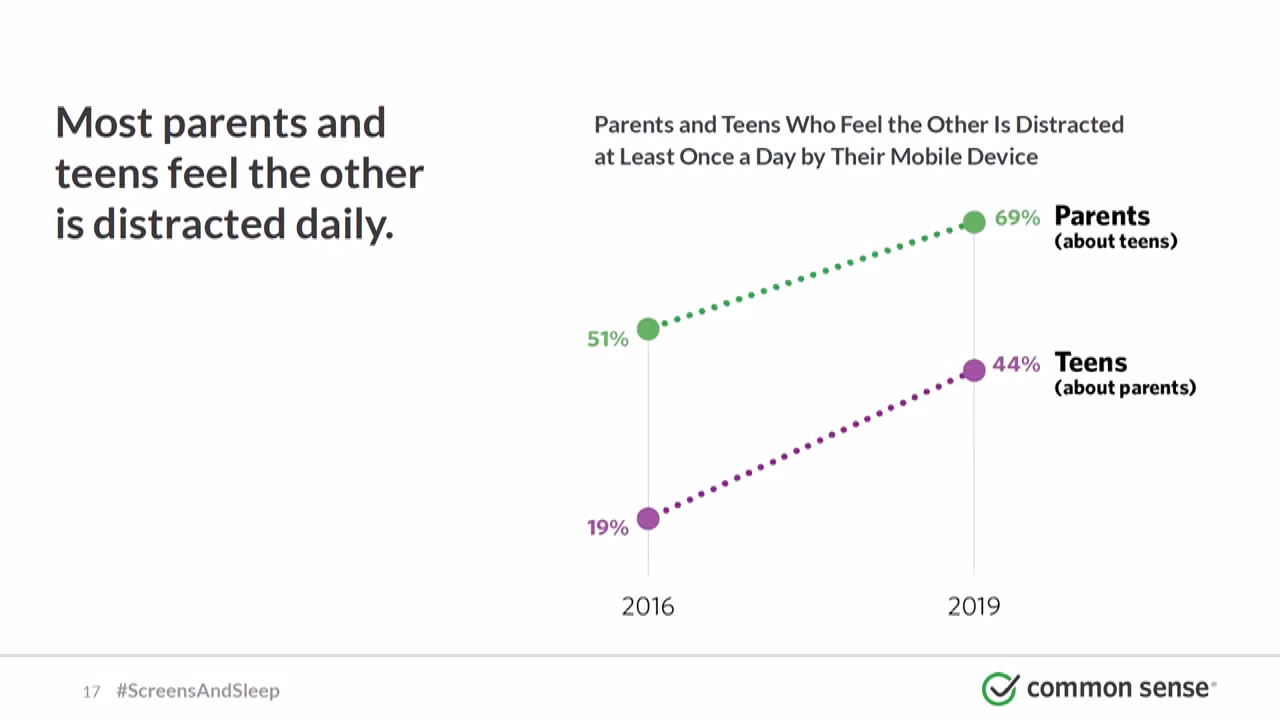 Most parents and
teens feel the other
is distracted daily.
Parents and Teens Who Feel the Other Is Distracted
at Least Once a Day by Their Mobile Device
69% Parents
(about teens)
51%
44% Teens
(about parents)
19%
2016 2019
17 #ScreensAndSleep
common sense®